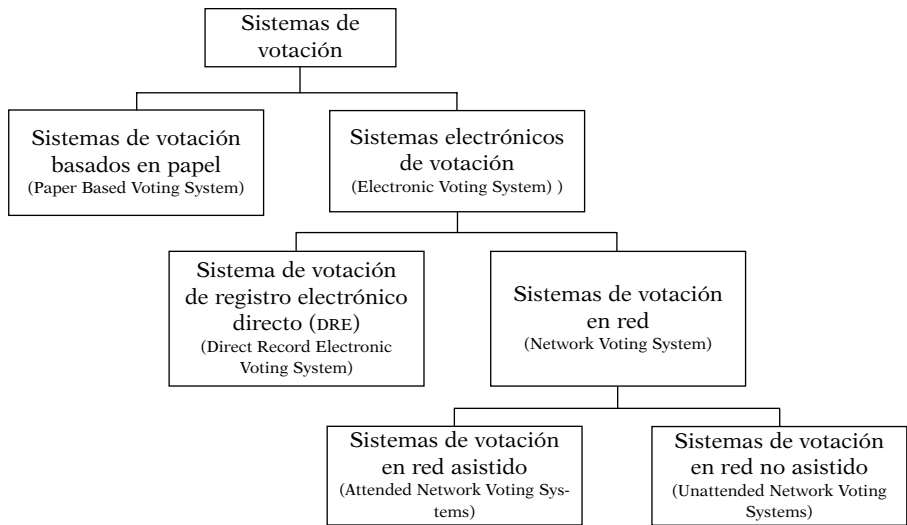 Sistemas de
votación
Sistemas de votación
basados en papel
(Paper Based Voting System)
Sistemas electrónicos
de votación
(Electronic Voting System) )
Sistema de votación
de registro electrónico
directo (DRE)
(Direct Record Electronic
Voting System)
Sistemas de votación
en red
(Network Voting System)
Sistemas de votación
en red asistido
(Attended Network Voting Sys-
tems)
Sistemas de votación
en red no asistido
(Unattended Network Voting
Systems)